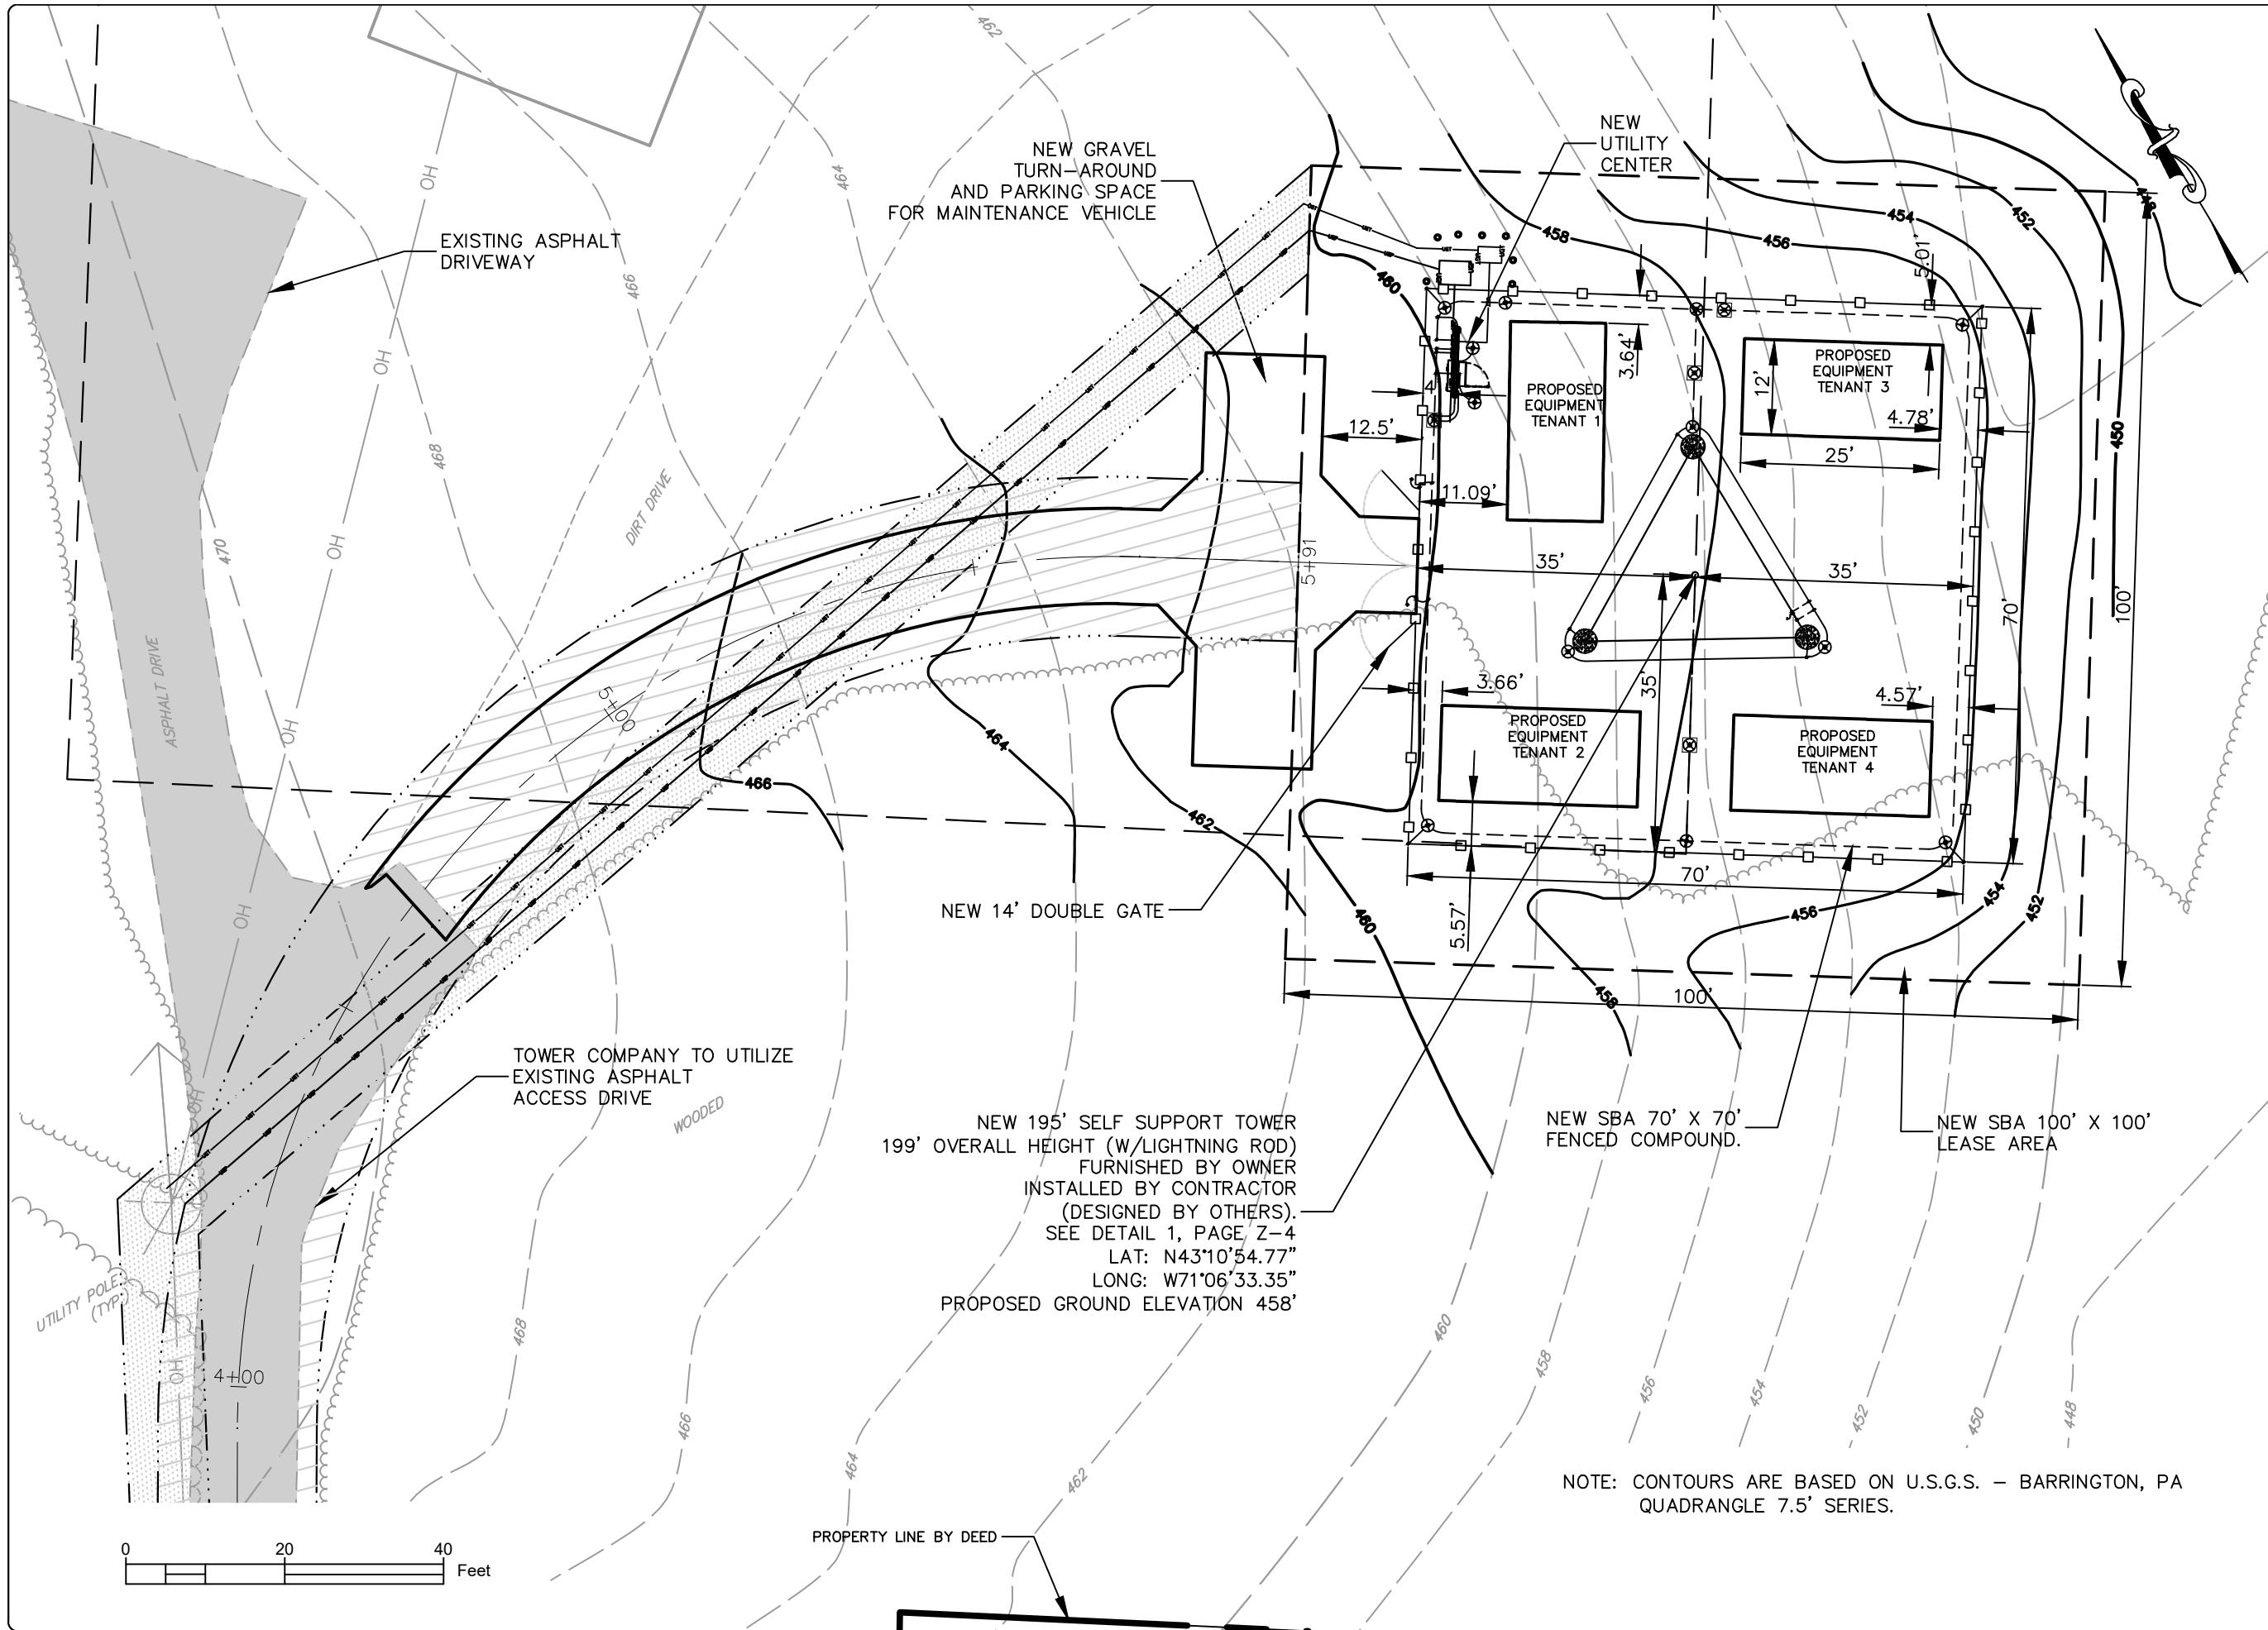 462
464
466
468
470
OH
OH
OH
OH
OH
OH
OH
EXISTING ASPHALT
DRIVEWAY
NEW GRAVEL
TURN-AROUND
AND PARKING SPACE
FOR MAINTENANCE VEHICLE
NEW
UTILITY
CENTER
458
460
456
454
452
450
448
5.01'
3.64'
4'
12.5'
11.09'
PROPOSED
EQUIPMENT
TENANT 1
PROPOSED
EQUIPMENT
TENANT 3
12'
4.78'
25'
35'
35'
35'
70'
100'
DIRT DRIVE
ASPHALT DRIVE
5+00
5+91
3.66'
PROPOSED
EQUIPMENT
TENANT 2
4.57'
PROPOSED
EQUIPMENT
TENANT 4
466
464
462
460
458
456
454
452
5.57'
70'
100'
NEW 14' DOUBLE GATE
TOWER COMPANY TO UTILIZE
EXISTING ASPHALT
ACCESS DRIVE
WOODED
NEW 195' SELF SUPPORT TOWER
199' OVERALL HEIGHT (W/LIGHTNING ROD)
FURNISHED BY OWNER
INSTALLED BY CONTRACTOR
(DESIGNED BY OTHERS).
SEE DETAIL 1, PAGE Z-4
LAT: N43°10'54.77"
LONG: W71°06'33.35"
PROPOSED GROUND ELEVATION 458'
NEW SBA 70' X 70'
FENCED COMPOUND.
NEW SBA 100' X 100'
LEASE AREA
UTILITY POLE
(TYP.)
4+00
468
466
464
462
460
458
456
454
452
450
448
NOTE: CONTOURS ARE BASED ON U.S.G.S. - BARRINGTON, PA
QUADRANGLE 7.5' SERIES.
PROPERTY LINE BY DEED
0 20 40
Feet